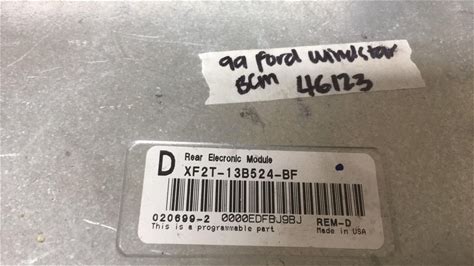 99 Ford Windstar
BCM 46123
D Rear Elecronic Module
XF2T-13B524-BF
020699-2 0000EDFBJ9BJ REM-D
This is a programmable part Made in USA